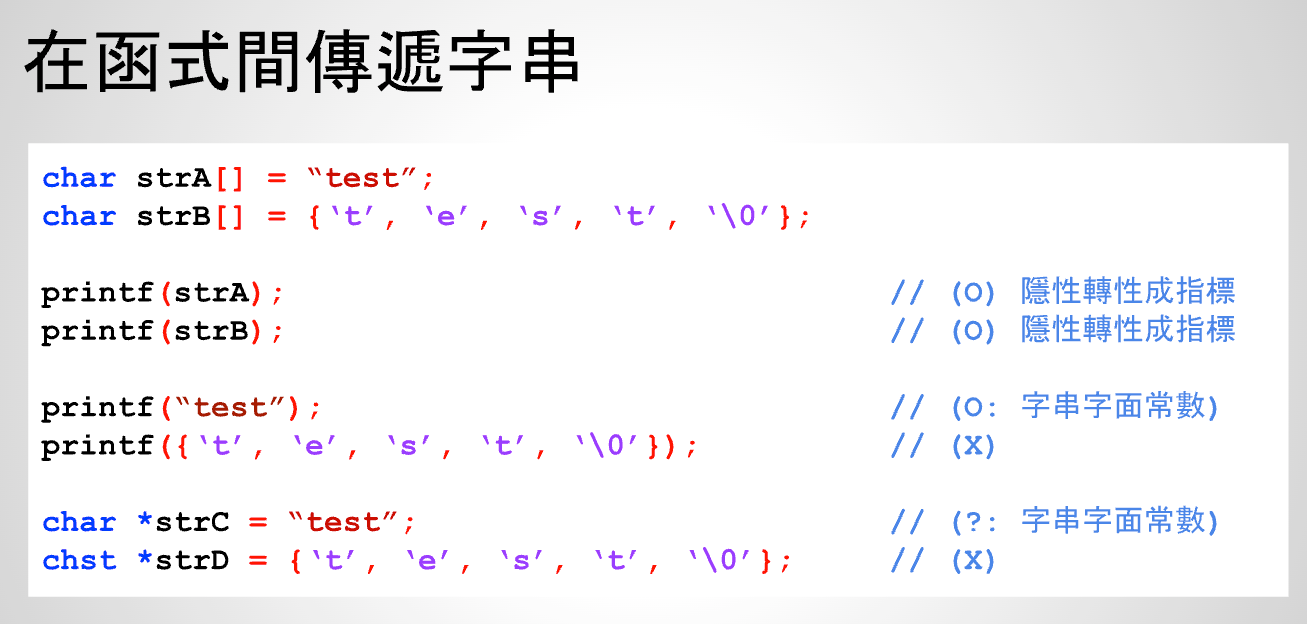 在函式間傳遞字串
char strA[] = “test”;
char strB[] = {‘t’, ‘e’, ‘s’, ‘t’, ‘\0’};
printf(strA); // (O) 隱性轉性成指標
printf(strB); // (O) 隱性轉性成指標
printf(“test”); // (O: 字串字面常數)
printf({‘t’, ‘e’, ‘s’, ‘t’, ‘\0’}); // (X)
char *strC = “test”; // (?: 字串字面常數)
chst *strD = {‘t’, ‘e’, ‘s’, ‘t’, ‘\0’}; // (X)